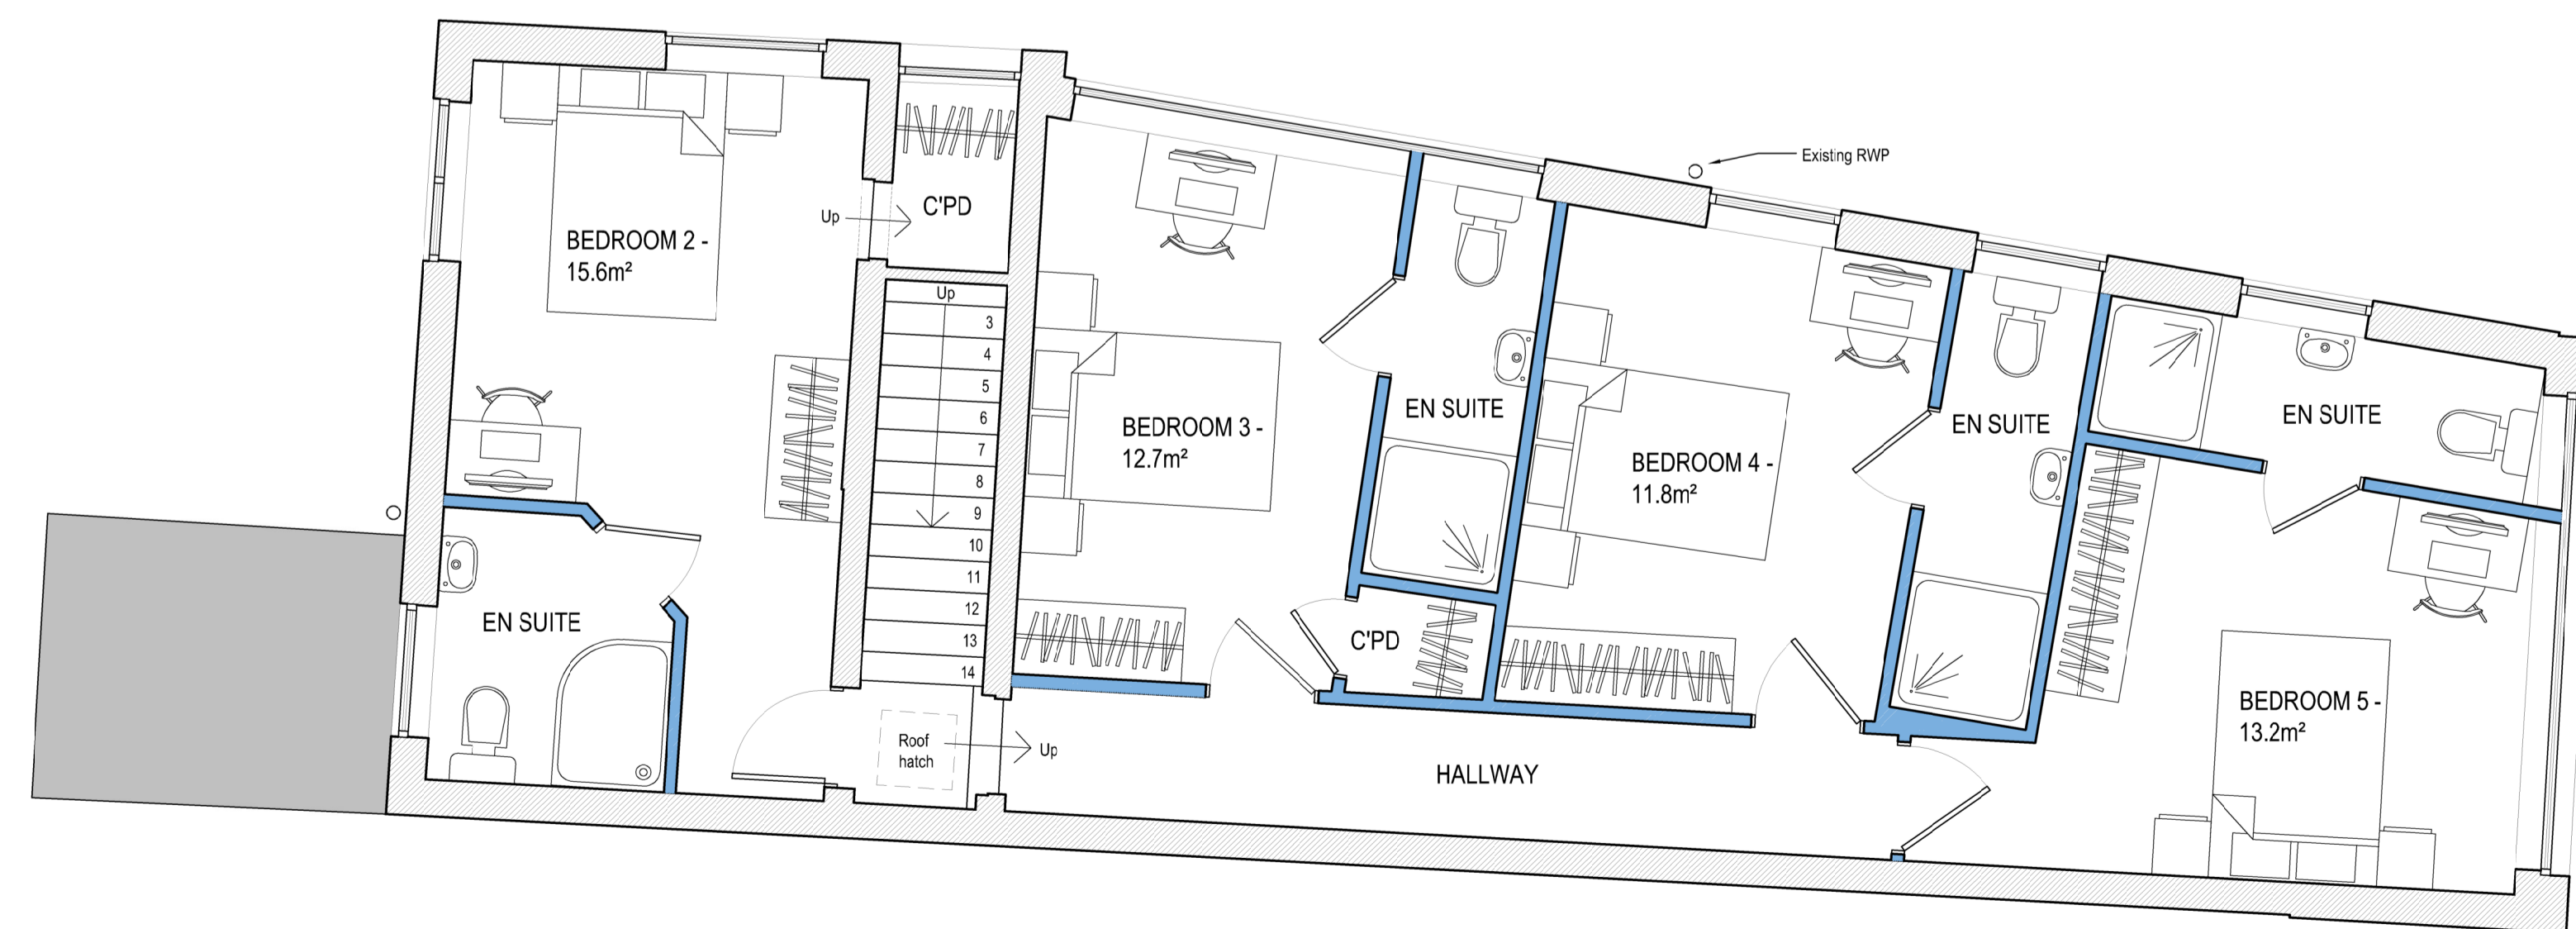 Existing RWP
Up
C'PD
BEDROOM 2 -
15.6m²
Up
3
4
5
6
7
8
9
10
11
12
13
14
BEDROOM 3 -
12.7m²
EN SUITE
BEDROOM 4 -
11.8m²
EN SUITE
EN SUITE
EN SUITE
C'PD
BEDROOM 5 -
13.2m²
Roof
hatch
Up
HALLWAY